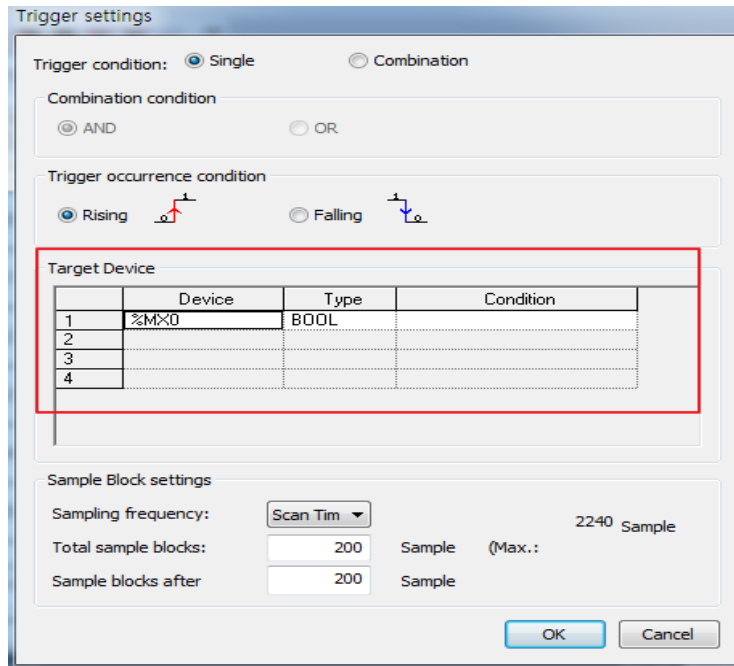 Trigger settings
Trigger condition: Single Combination
Combination condition
AND OR
Trigger occurrence condition
Rising 0 1 Falling 1 0
Target Device
Device Type Condition
1 %MX0 BOOL
2
3
4
Sample Block settings
Sampling frequency: Scan Tim 2240 Sample
Total sample blocks: 200 Sample (Max.:
Sample blocks after 200 Sample
OK Cancel